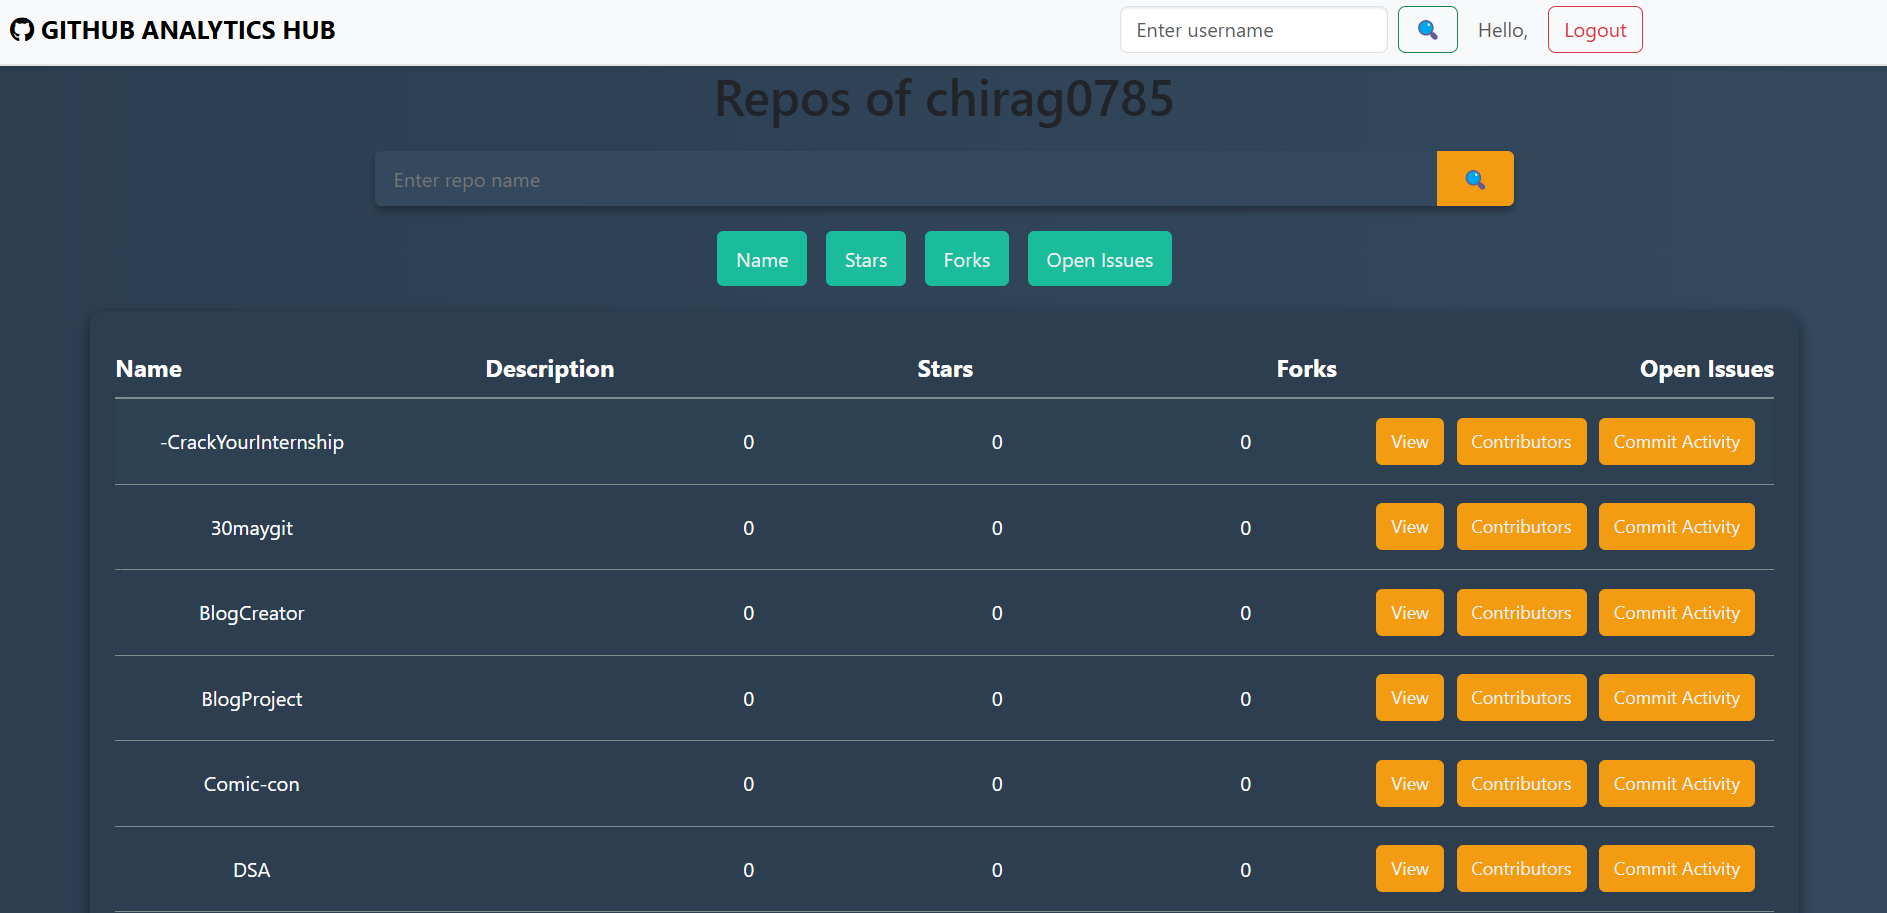 GITHUB ANALYTICS HUB Enter username Hello, Logout
Repos of chirag0785
Enter repo name
Name Stars Forks Open Issues
Name Description Stars Forks Open Issues
-CrackYourInternship 0 0 0 View Contributors Commit Activity
30maygit 0 0 0 View Contributors Commit Activity
BlogCreator 0 0 0 View Contributors Commit Activity
BlogProject 0 0 0 View Contributors Commit Activity
Comic-con 0 0 0 View Contributors Commit Activity
DSA 0 0 0 View Contributors Commit Activity